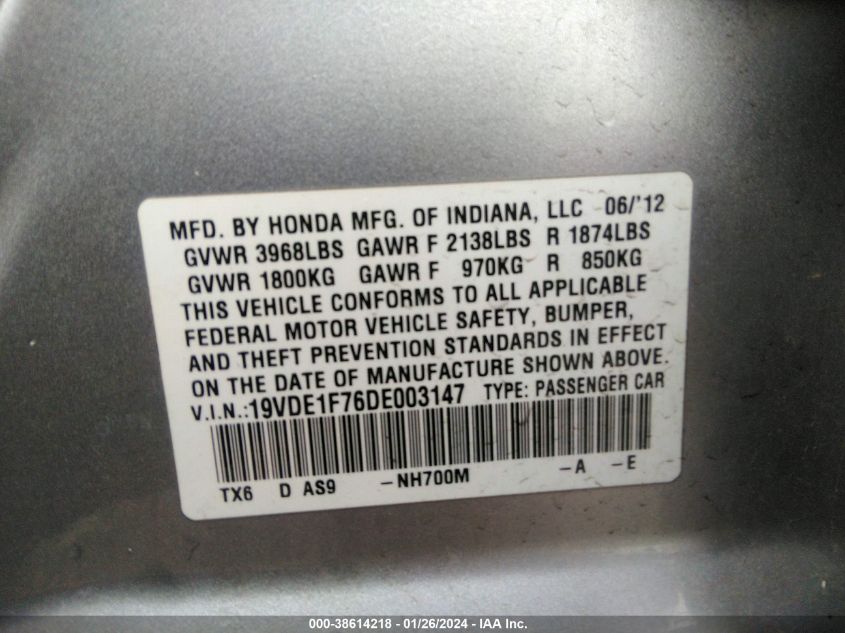 MFD. BY HONDA MFG. OF INDIANA, LLC 06/'12
GVWR 3968LBS GAWR F 2138LBS R 1874LBS
GVWR 1800KG GAWR F 970KG R 850KG
THIS VEHICLE CONFORMS TO ALL APPLICABLE
FEDERAL MOTOR VEHICLE SAFETY, BUMPER,
AND THEFT PREVENTION STANDARDS IN EFFECT
ON THE DATE OF MANUFACTURE SHOWN ABOVE.
V.I.N.:19VDE1F76DE003147 TYPE: PASSENGER CAR
TX6 D AS9 -NH700M -A -E
000-38614218 - 01/26/2024 - IAA Inc.